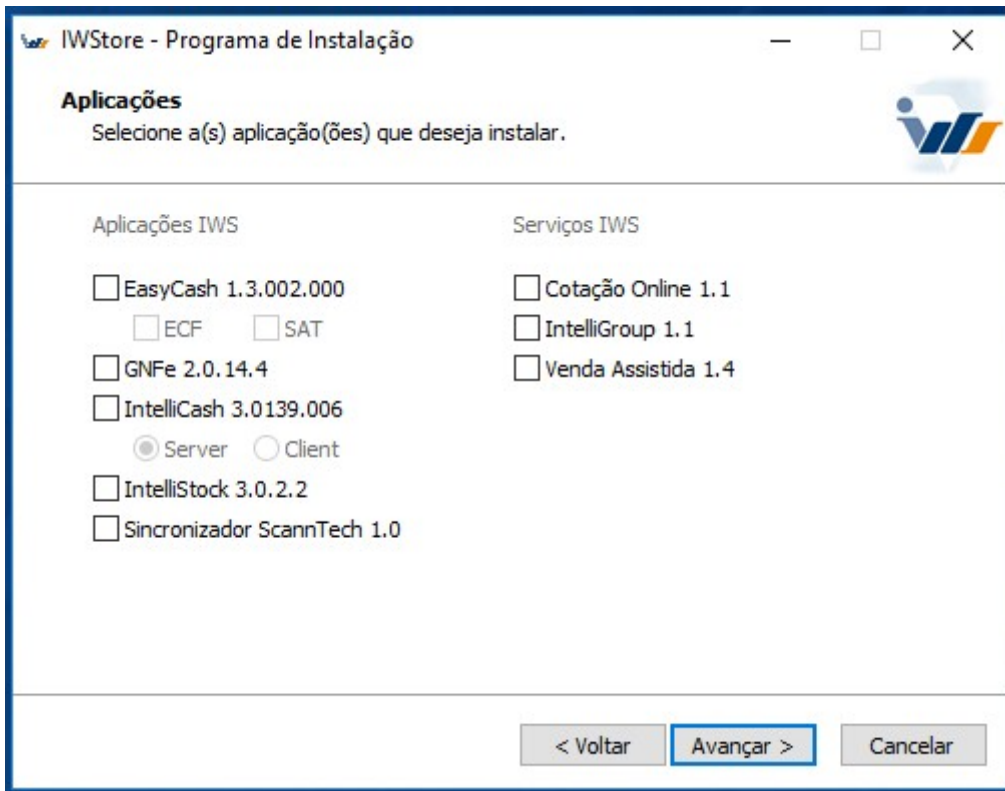 IWStore - Programa de Instalação
Aplicações
Selecione a(s) aplicação(ões) que deseja instalar.
iws
Aplicações IWS
EasyCash 1.3.002.000
ECF SAT
GNFe 2.0.14.4
IntelliCash 3.0139.006
Server Client
IntelliStock 3.0.2.2
Sincronizador ScannTech 1.0
Serviços IWS
Cotação Online 1.1
IntelliGroup 1.1
Venda Assistida 1.4
< Voltar Avançar > Cancelar